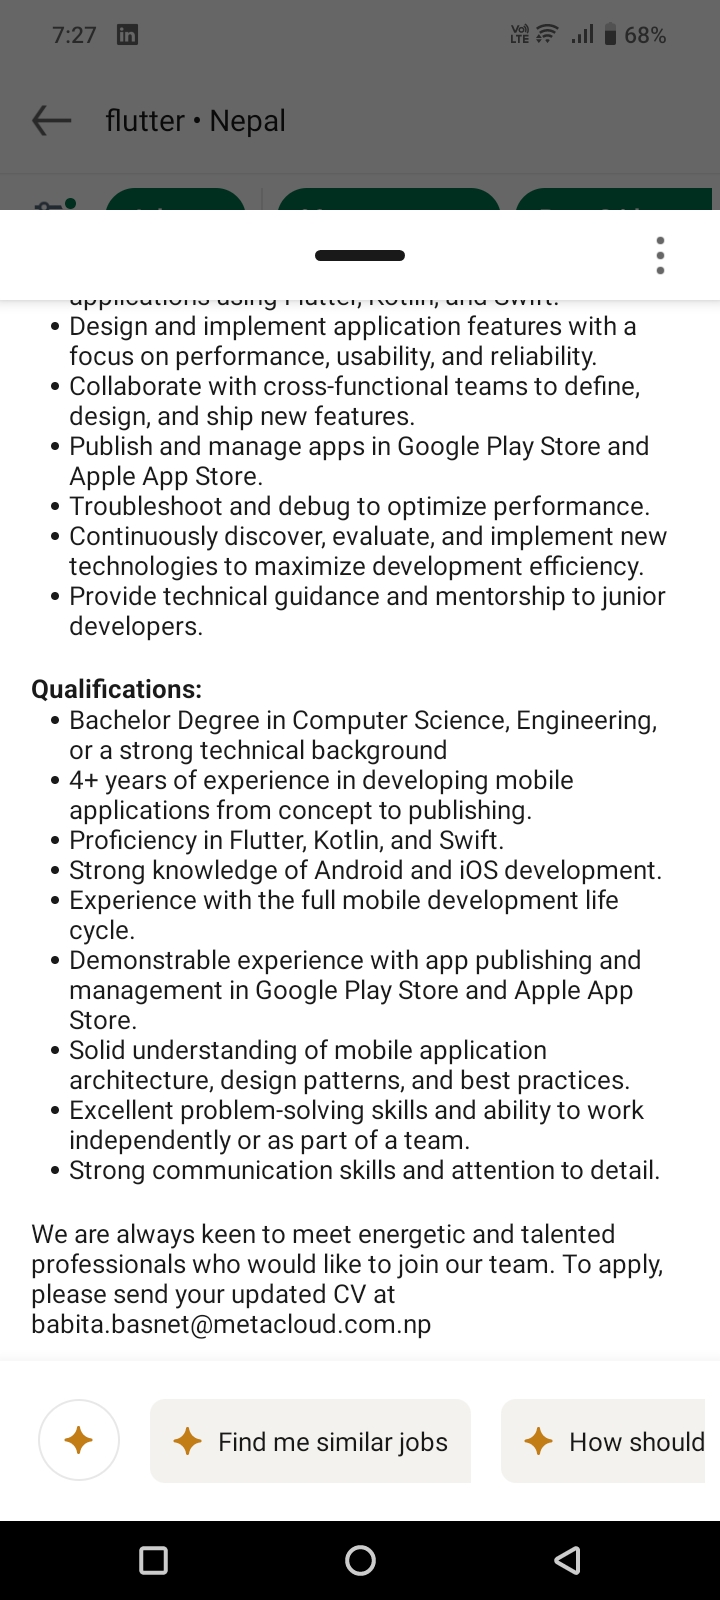 7:27
Vo) LTE
68%
flutter • Nepal
applications using Flutter, Kotlin, and Swift.
• Design and implement application features with a
focus on performance, usability, and reliability.
• Collaborate with cross-functional teams to define,
design, and ship new features.
• Publish and manage apps in Google Play Store and
Apple App Store.
• Troubleshoot and debug to optimize performance.
• Continuously discover, evaluate, and implement new
technologies to maximize development efficiency.
• Provide technical guidance and mentorship to junior
developers.
Qualifications:
• Bachelor Degree in Computer Science, Engineering,
or a strong technical background
• 4+ years of experience in developing mobile
applications from concept to publishing.
• Proficiency in Flutter, Kotlin, and Swift.
• Strong knowledge of Android and iOS development.
• Experience with the full mobile development life
cycle.
• Demonstrable experience with app publishing and
management in Google Play Store and Apple App
Store.
• Solid understanding of mobile application
architecture, design patterns, and best practices.
• Excellent problem-solving skills and ability to work
independently or as part of a team.
• Strong communication skills and attention to detail.
We are always keen to meet energetic and talented
professionals who would like to join our team. To apply,
please send your updated CV at
babita.basnet@metacloud.com.np
Find me similar jobs
How should